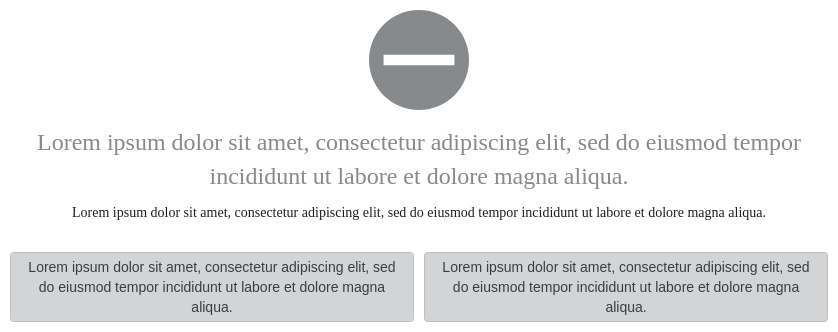 Lorem ipsum dolor sit amet, consectetur adipiscing elit, sed do eiusmod tempor
incididunt ut labore et dolore magna aliqua.
Lorem ipsum dolor sit amet, consectetur adipiscing elit, sed do eiusmod tempor incididunt ut labore et dolore magna aliqua.
Lorem ipsum dolor sit amet, consectetur adipiscing elit, sed
do eiusmod tempor incididunt ut labore et dolore magna
aliqua.
Lorem ipsum dolor sit amet, consectetur adipiscing elit, sed
do eiusmod tempor incididunt ut labore et dolore magna
aliqua.